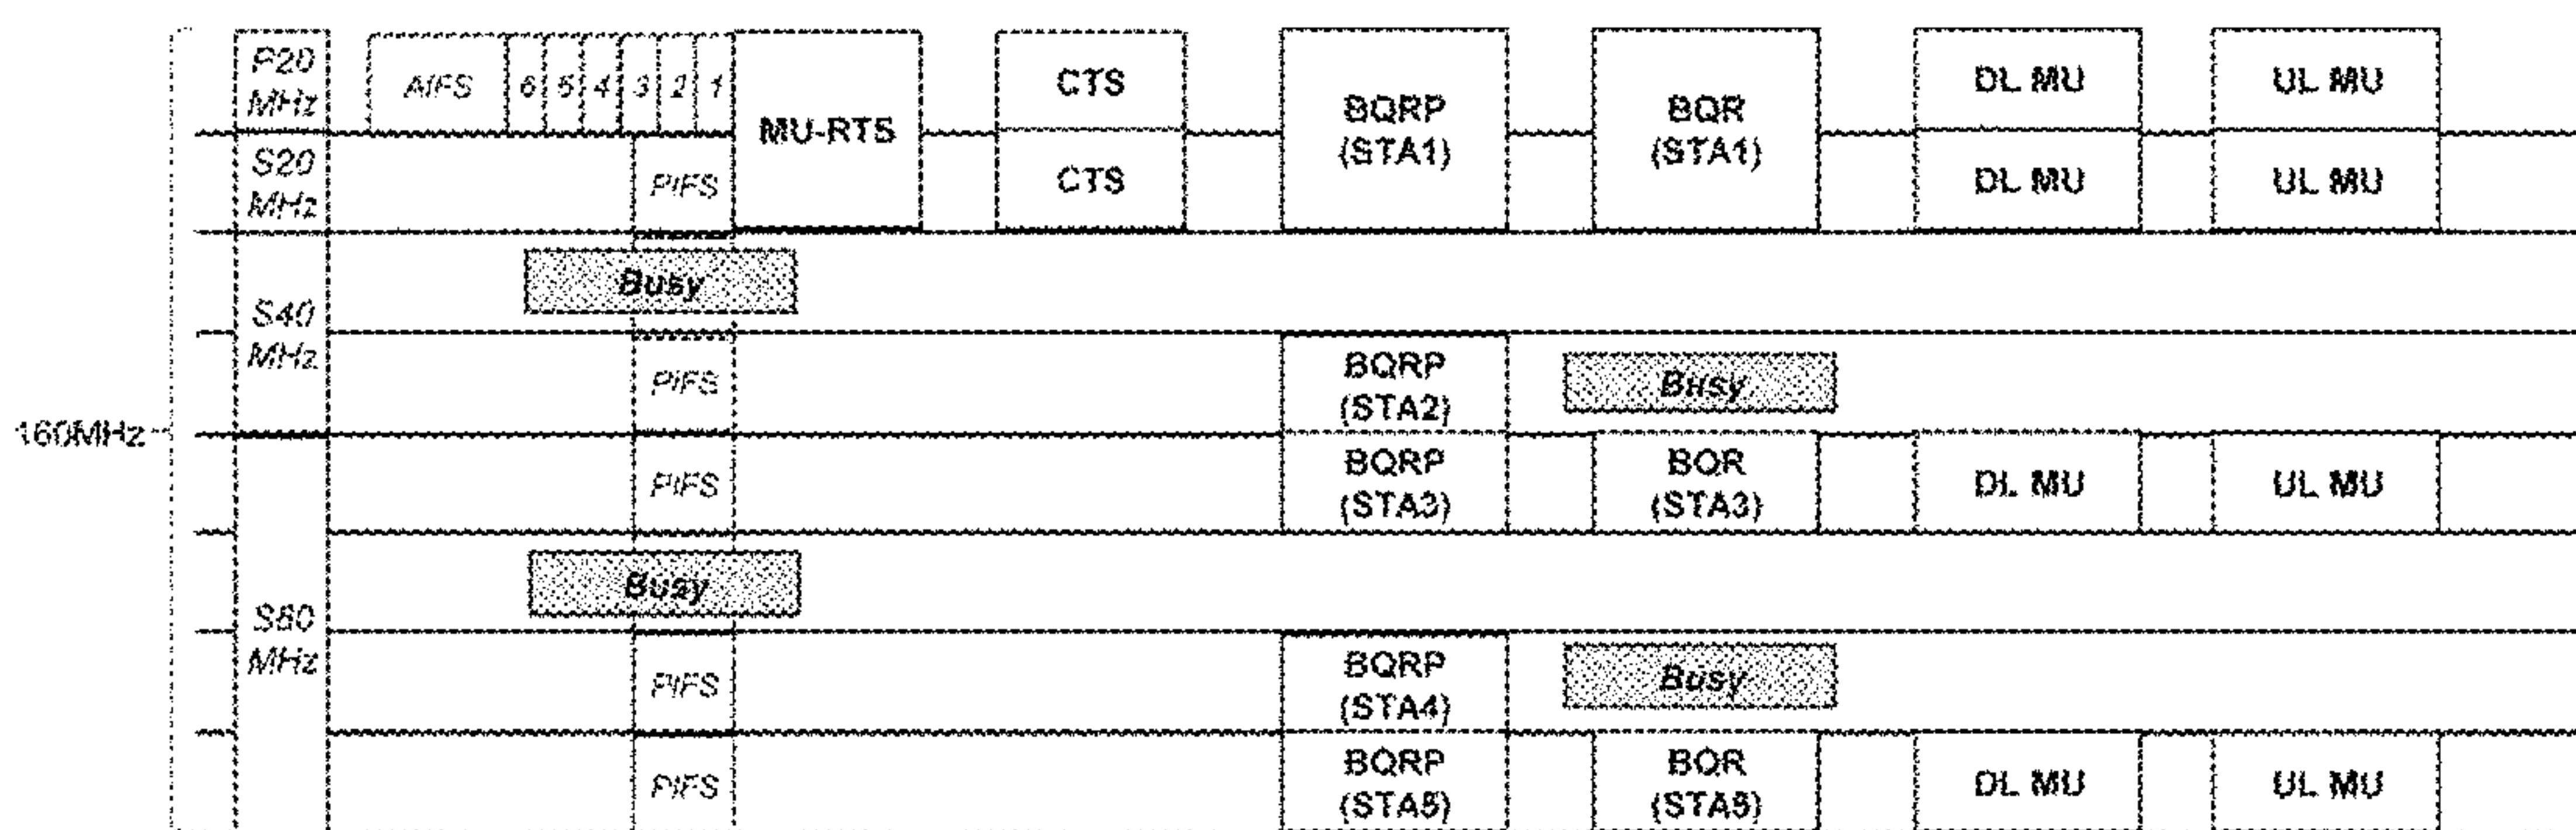 P20 MHz AIFS 6 5 4 3 2 1 MU-RTS CTS BQRP (STA1) BQR (STA1) DL MU UL MU
S20 MHz PIFS CTS DL MU UL MU
Busy
S40 MHz
PIFS BQRP (STA2) Busy
160MHz
PIFS BQRP (STA3) BQR (STA3) DL MU UL MU
Busy
S80 MHz
PIFS BQRP (STA4) Busy
PIFS BQRP (STA5) BQR (STA5) DL MU UL MU